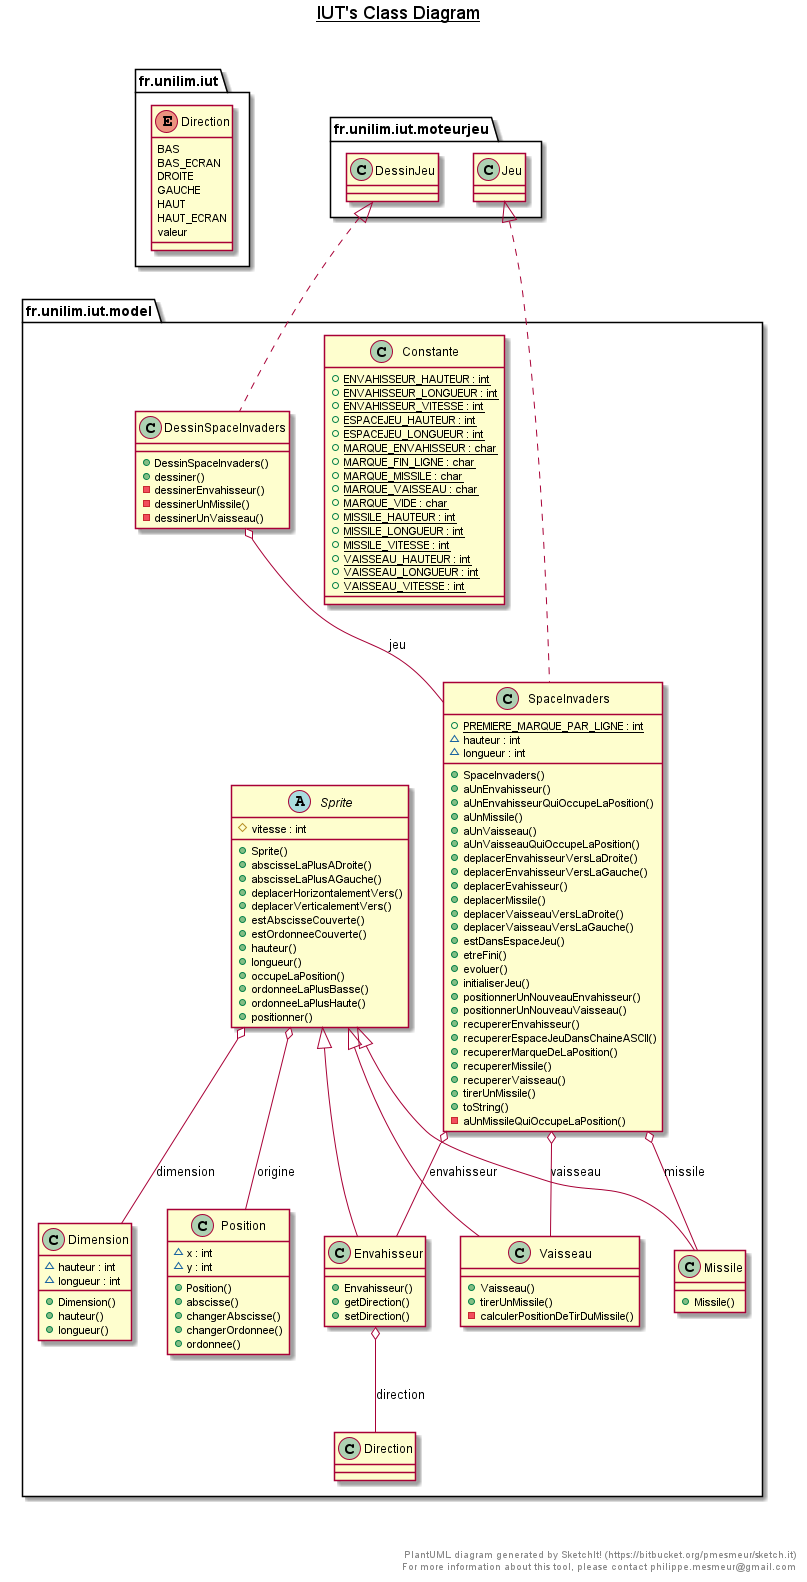 IUT's Class Diagram
fr.unilim.iut
E Direction
BAS
BAS_ECRAN
DROITE
GAUCHE
HAUT
HAUT_ECRAN
valeur
fr.unilim.iut.moteurjeu
C DessinJeu
C Jeu
fr.unilim.iut.model
C Constante
ENVAHISSEUR_HAUTEUR : int
ENVAHISSEUR_LONGUEUR : int
ENVAHISSEUR_VITESSE : int
ESPACEJEU_HAUTEUR : int
ESPACEJEU_LONGUEUR : int
MARQUE_ENVAHISSEUR : char
MARQUE_FIN_LIGNE : char
MARQUE_MISSILE : char
MARQUE_VAISSEAU : char
MARQUE_VIDE : char
MISSILE_HAUTEUR : int
MISSILE_LONGUEUR : int
MISSILE_VITESSE : int
VAISSEAU_HAUTEUR : int
VAISSEAU_LONGUEUR : int
VAISSEAU_VITESSE : int
C DessinSpaceInvaders
DessinSpaceInvaders()
dessiner()
dessinerEnvahisseur()
dessinerUnMissile()
dessinerUnVaisseau()
jeu
C SpaceInvaders
PREMIERE_MARQUE_PAR_LIGNE : int
hauteur : int
longueur : int
SpaceInvaders()
aUnEnvahisseur()
aUnEnvahisseurQuiOccupeLaPosition()
aUnMissile()
aUnVaisseau()
aUnVaisseauQuiOccupeLaPosition()
deplacerEnvahisseurVersLaDroite()
deplacerEnvahisseurVersLaGauche()
deplacerEvahisseur()
deplacerMissile()
deplacerVaisseauVersLaDroite()
deplacerVaisseauVersLaGauche()
estDansEspaceJeu()
etreFini()
evoluer()
initialiserJeu()
positionnerUnNouveauEnvahisseur()
positionnerUnNouveauVaisseau()
recupererEnvahisseur()
recupererEspaceJeuDansChaineASCII()
recupererMarqueDeLaPosition()
recupererMissile()
recupererVaisseau()
tirerUnMissile()
toString()
aUnMissileQuiOccupeLaPosition()
A Sprite
vitesse : int
Sprite()
abscisseLaPlusADroite()
abscisseLaPlusAGauche()
deplacerHorizontalementVers()
deplacerVerticalementVers()
estAbscisseCouverte()
estOrdonneeCouverte()
hauteur()
longueur()
occupeLaPosition()
ordonneeLaPlusBasse()
ordonneeLaPlusHaute()
positionner()
dimension
origine
envahisseur
vaisseau
missile
C Dimension
hauteur : int
longueur : int
Dimension()
hauteur()
longueur()
C Position
x : int
y : int
Position()
abscisse()
changerAbscisse()
changerOrdonnee()
ordonnee()
C Envahisseur
Envahisseur()
getDirection()
setDirection()
C Vaisseau
Vaisseau()
tirerUnMissile()
calculerPositionDeTirDuMissile()
C Missile
Missile()
direction
C Direction
PlantUML diagram generated by SketchIt! (https://bitbucket.org/pmesmeur/sketch.it)
For more information about this tool, please contact philippe.mesmeur@gmail.com